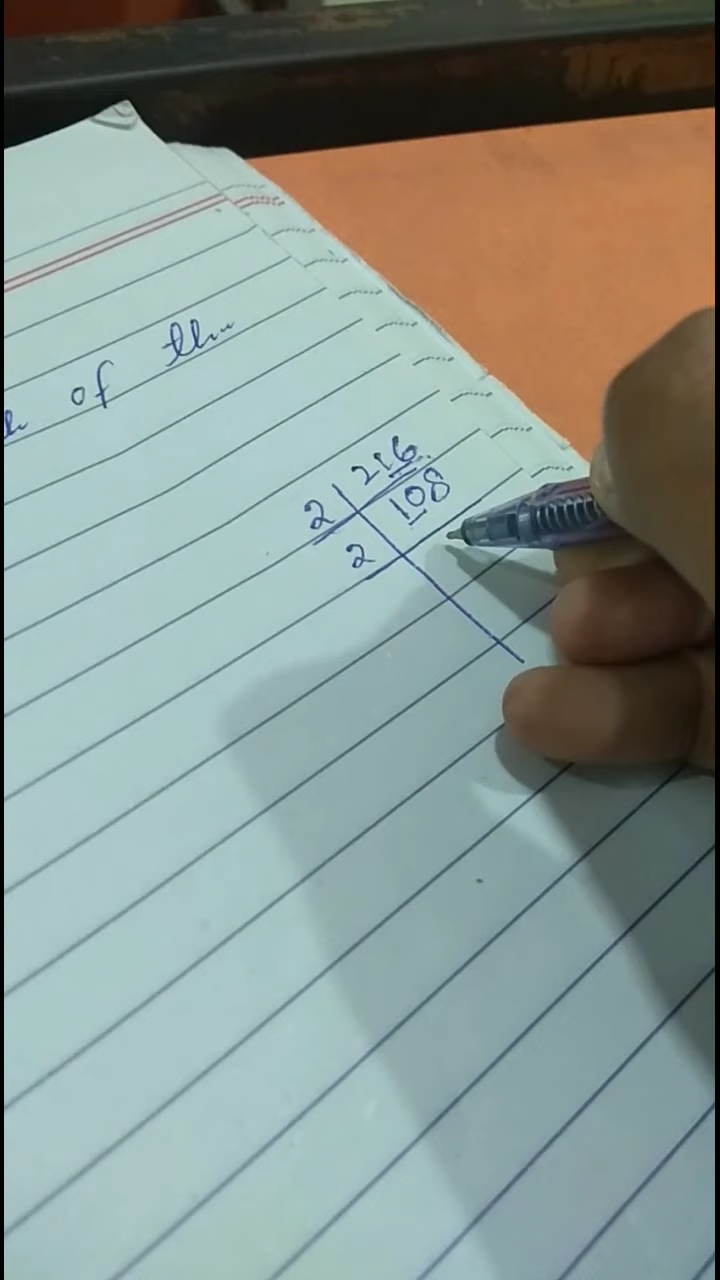 of the
2 | 216
2 | 108